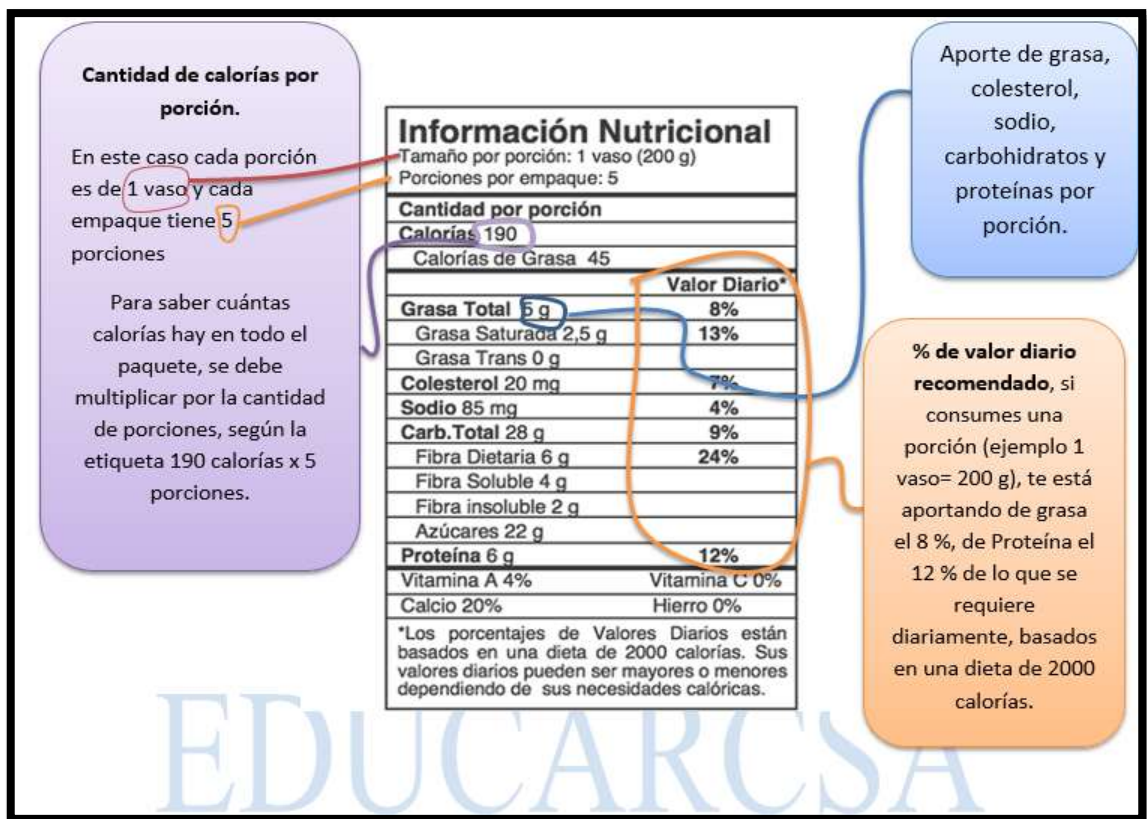 Cantidad de calorías por
porción.
En este caso cada porción
es de 1 vaso y cada
empaque tiene 5
porciones
Para saber cuántas
calorías hay en todo el
paquete, se debe
multiplicar por la cantidad
de porciones, según la
etiqueta 190 calorías x 5
porciones.
Información Nutricional
Tamaño por porción: 1 vaso (200 g)
Porciones por empaque: 5
Cantidad por porción
Calorías 190
Calorías de Grasa 45
Valor Diario*
Grasa Total 5 g 8%
Grasa Saturada 2,5 g 13%
Grasa Trans 0 g
Colesterol 20 mg 7%
Sodio 85 mg 4%
Carb.Total 28 g 9%
Fibra Dietaria 6 g 24%
Fibra Soluble 4 g
Fibra insoluble 2 g
Azúcares 22 g
Proteína 6 g 12%
Vitamina A 4% Vitamina C 0%
Calcio 20% Hierro 0%
*Los porcentajes de Valores Diarios están
basados en una dieta de 2000 calorías. Sus
valores diarios pueden ser mayores o menores
dependiendo de sus necesidades calóricas.
Aporte de grasa,
colesterol,
sodio,
carbohidratos y
proteínas por
porción.
% de valor diario
recomendado, si
consumes una
porción (ejemplo 1
vaso= 200 g), te está
aportando de grasa
el 8 %, de Proteína el
12 % de lo que se
requiere
diariamente, basados
en una dieta de 2000
calorías.
EDUCARCSA